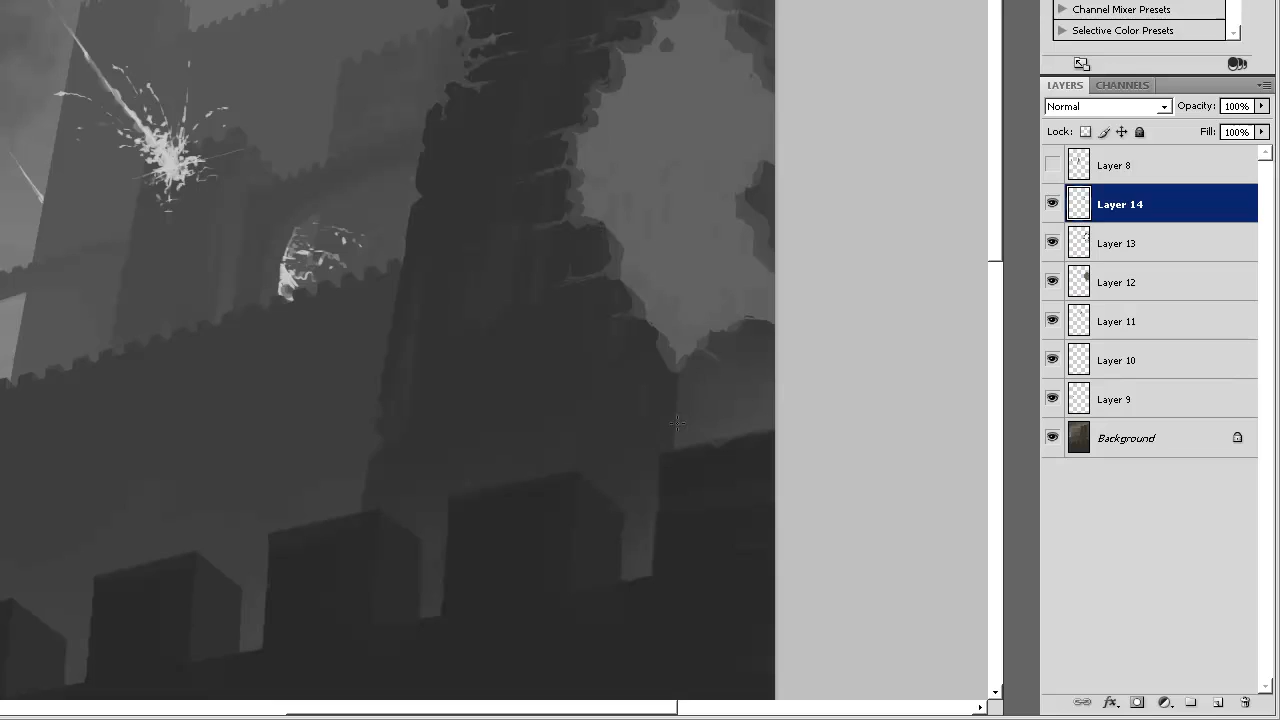 Channel Mixer Presets
Selective Color Presets
LAYERS CHANNELS
Normal Opacity: 100%
Lock: Fill: 100%
Layer 8
Layer 14
Layer 13
Layer 12
Layer 11
Layer 10
Layer 9
Background
fx.